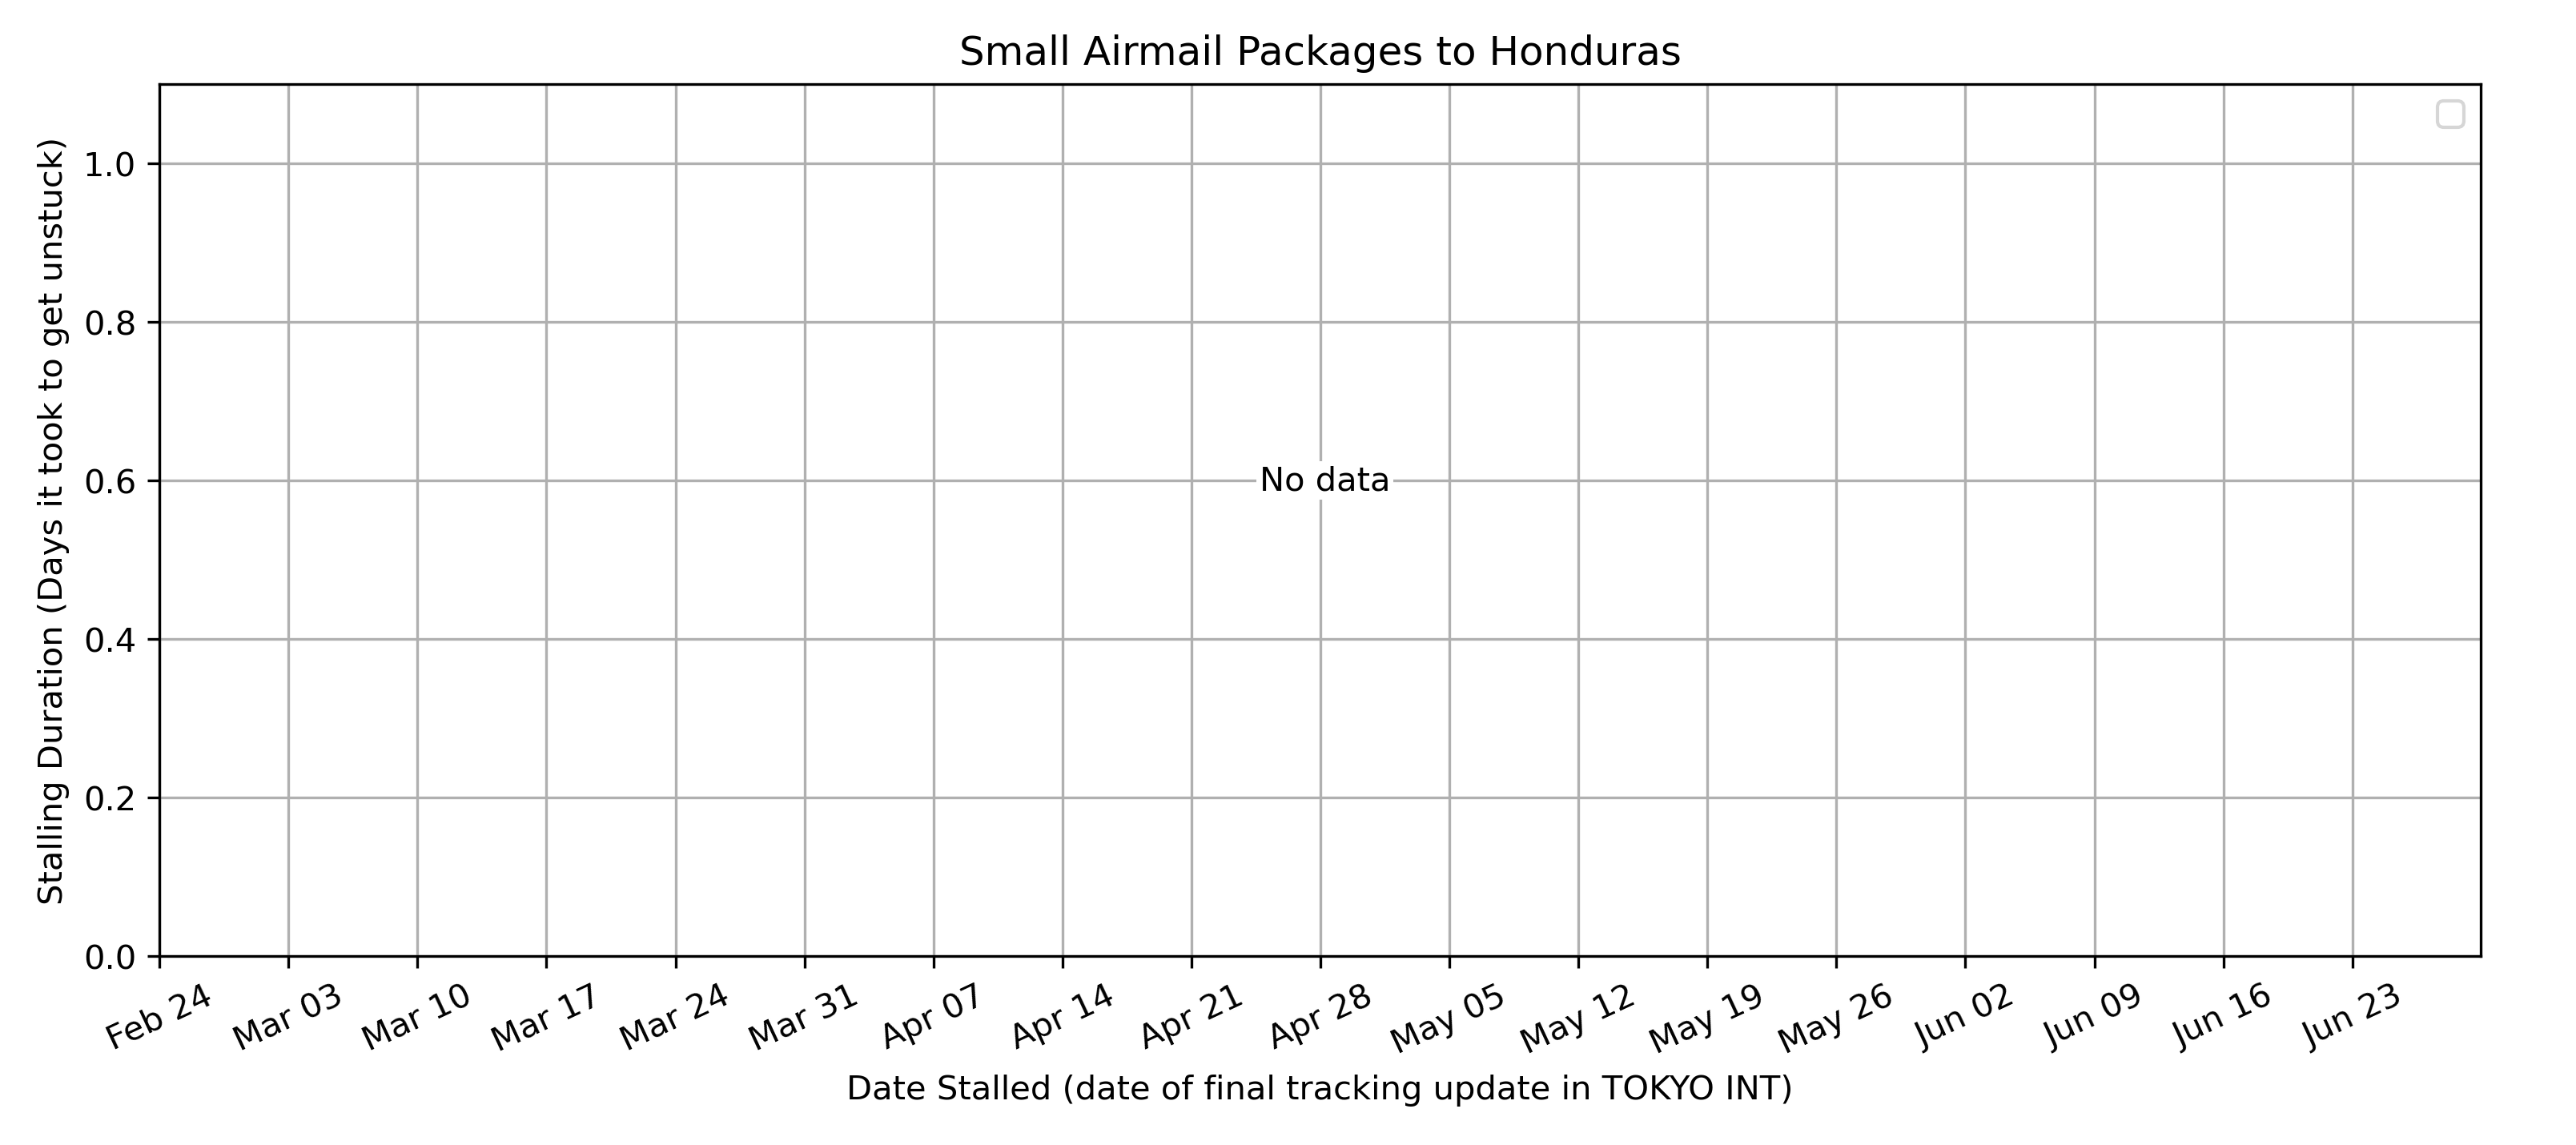 Small Airmail Packages to Honduras
Stalling Duration (Days it took to get unstuck)
1.0
0.8
0.6
0.4
0.2
0.0
No data
Feb 24
Mar 03
Mar 10
Mar 17
Mar 24
Mar 31
Apr 07
Apr 14
Apr 21
Apr 28
May 05
May 12
May 19
May 26
Jun 02
Jun 09
Jun 16
Jun 23
Date Stalled (date of final tracking update in TOKYO INT)